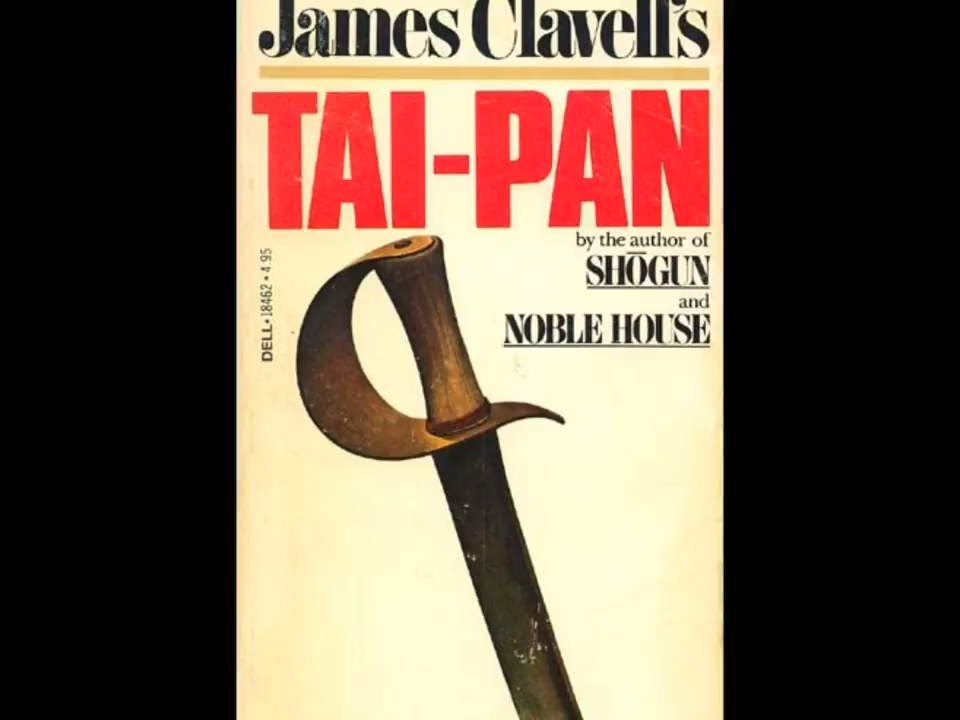 James Clavell's
TAI-PAN
by the author of
SHŌGUN
and
NOBLE HOUSE
DELL • 18462 • 4.95